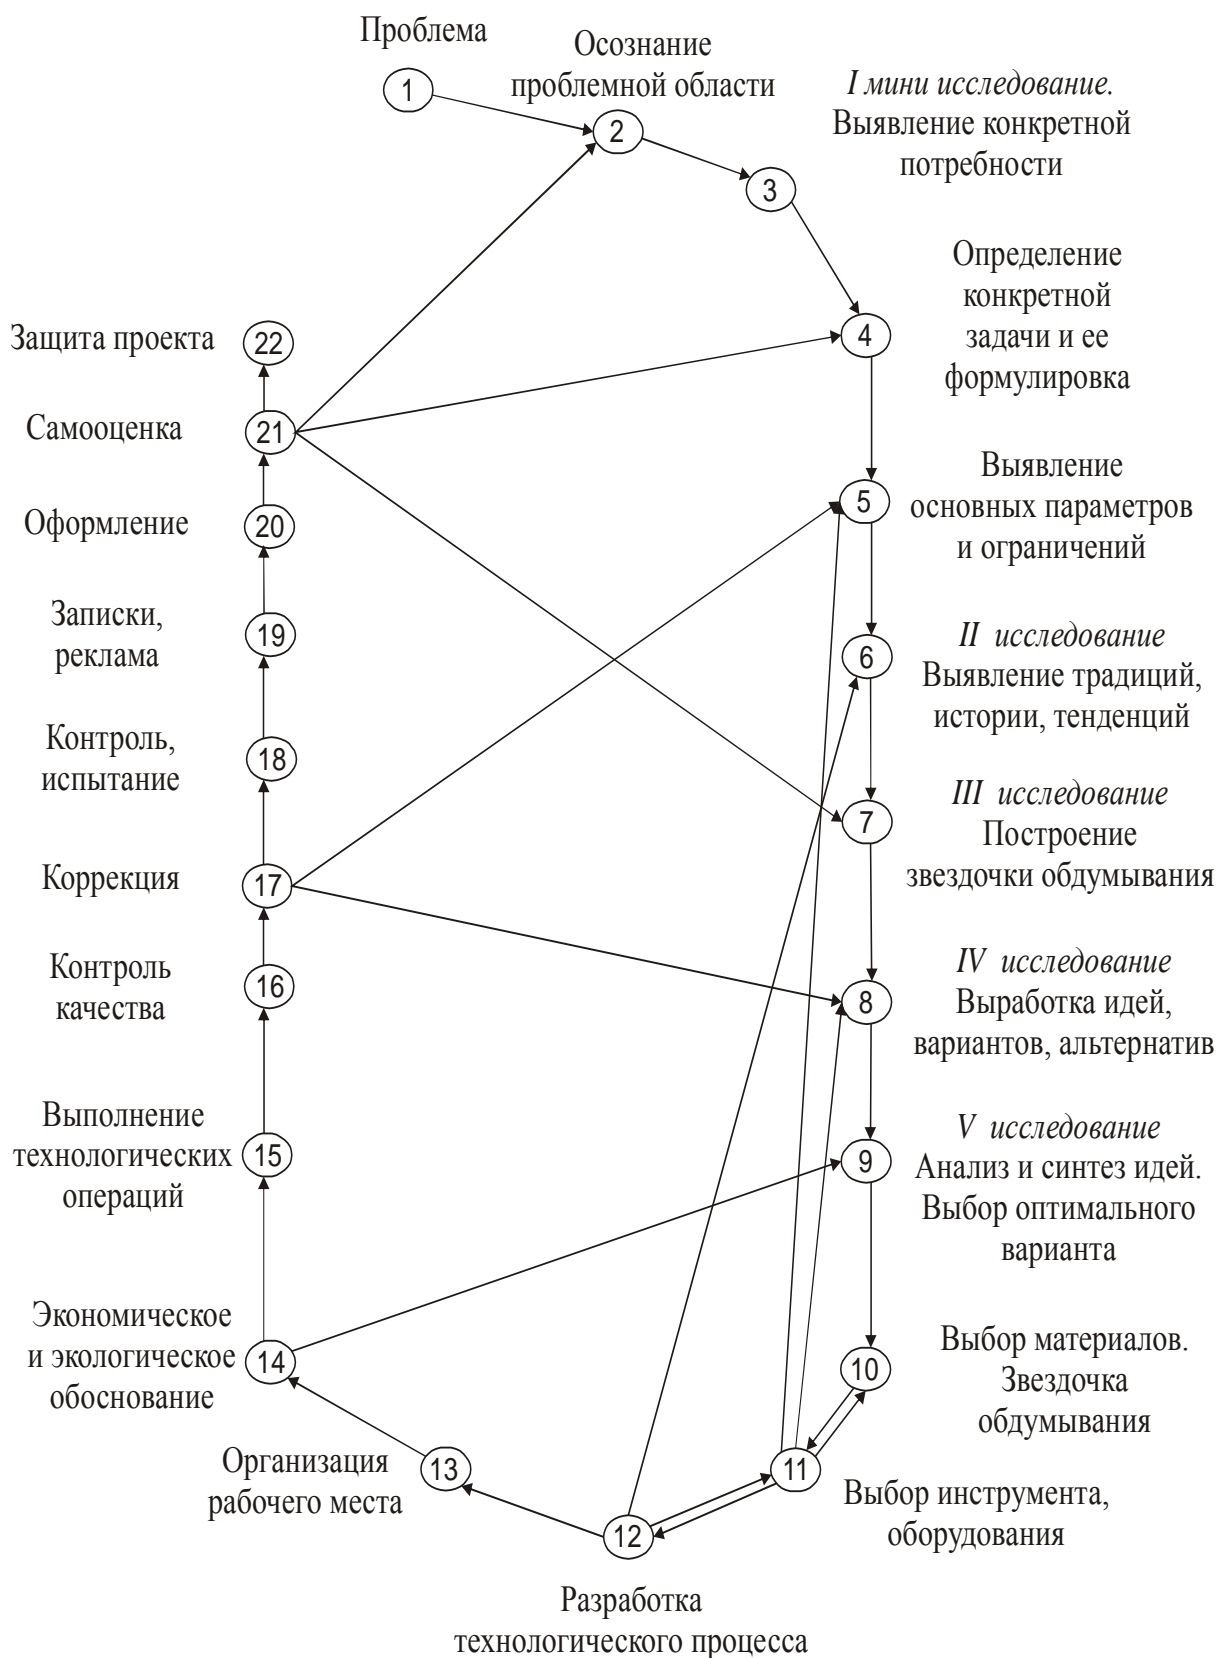 Проблема
1
Осознание
проблемной области
2
I мини исследование.
Выявление конкретной
потребности
3
Определение
конкретной
задачи и ее
формулировка
4
Выявление
основных параметров
и ограничений
5
II исследование
Выявление традиций,
истории, тенденций
6
III исследование
Построение
звездочки обдумывания
7
IV исследование
Выработка идей,
вариантов, альтернатив
8
V исследование
Анализ и синтез идей.
Выбор оптимального
варианта
9
Выбор материалов.
Звездочка
обдумывания
10
Выбор инструмента,
оборудования
11
Разработка
технологического процесса
12
Организация
рабочего места
13
Экономическое
и экологическое
обоснование
14
Выполнение
технологических
операций
15
Контроль
качества
16
Коррекция
17
Контроль,
испытание
18
Записки,
реклама
19
Оформление
20
Самооценка
21
Защита проекта
22